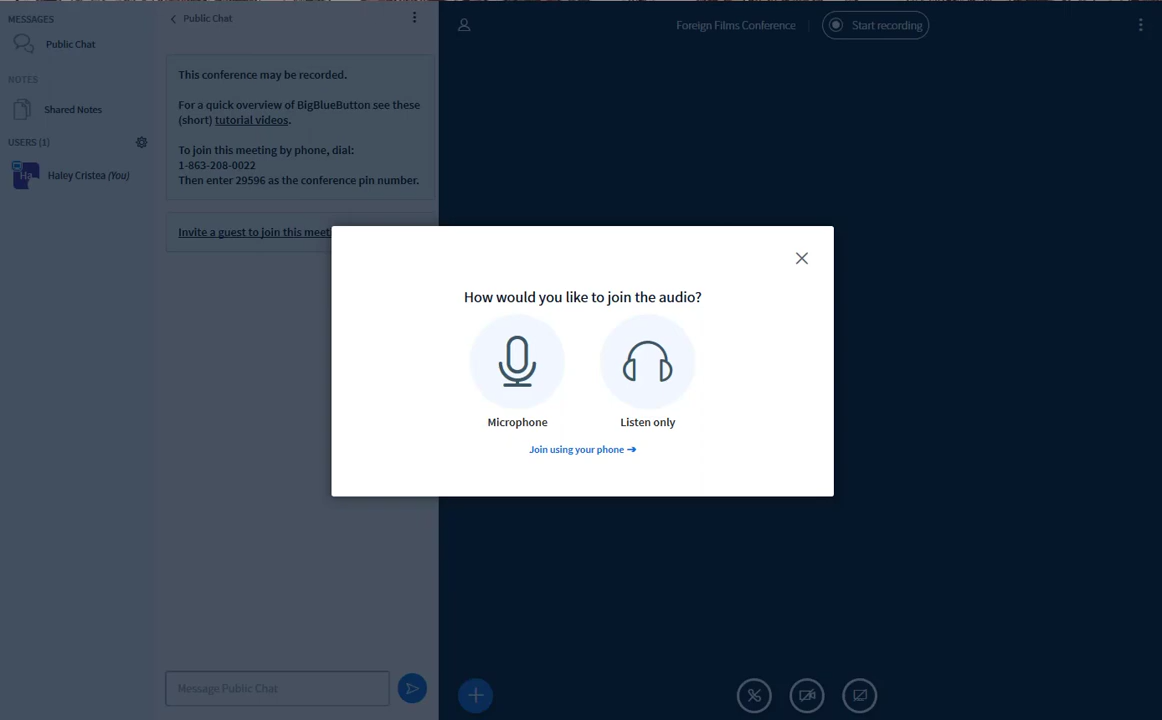 MESSAGES
Public Chat
NOTES
Shared Notes
USERS (1)
Ha
Haley Cristea (You)
Public Chat
This conference may be recorded.
For a quick overview of BigBlueButton see these
(short) tutorial videos.
To join this meeting by phone, dial:
1-863-208-0022
Then enter 29596 as the conference pin number.
Invite a guest to join this meet
Message Public Chat
Foreign Films Conference
Start recording
How would you like to join the audio?
Microphone
Listen only
Join using your phone ➔